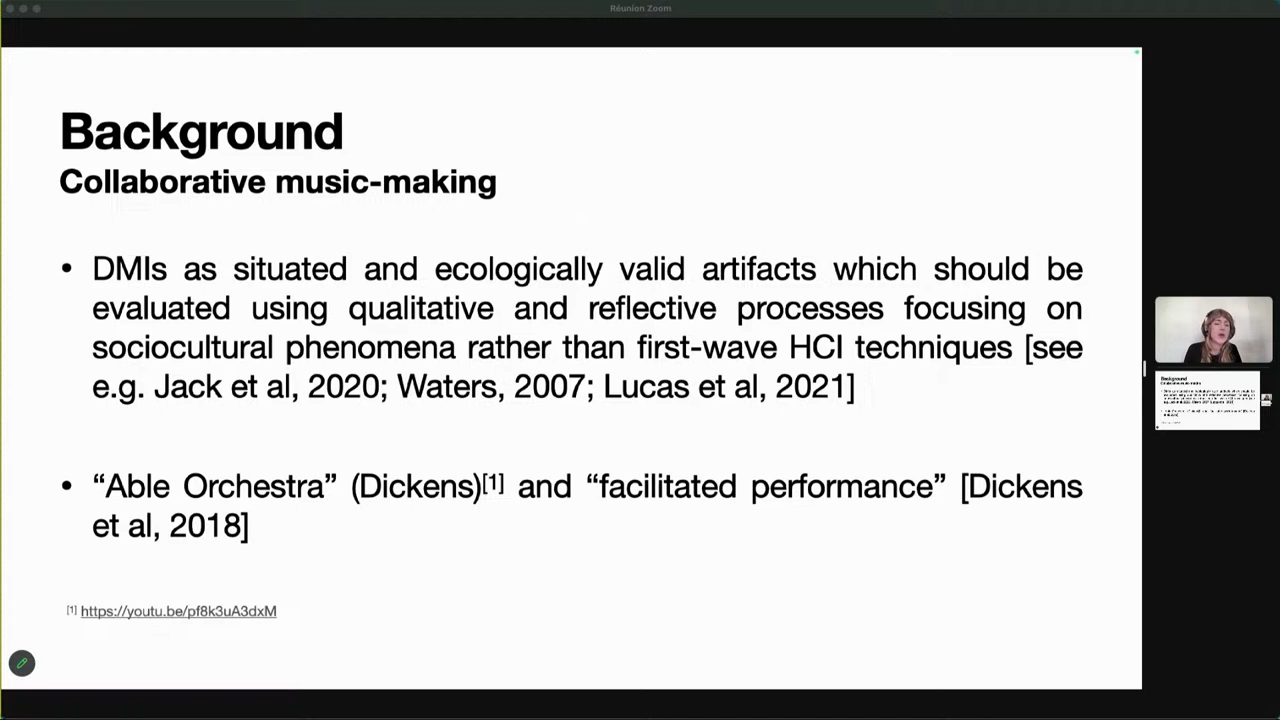 Réunion Zoom
Background
Collaborative music-making
• DMIs as situated and ecologically valid artifacts which should be
evaluated using qualitative and reflective processes focusing on
sociocultural phenomena rather than first-wave HCI techniques [see
e.g. Jack et al, 2020; Waters, 2007; Lucas et al, 2021]
• “Able Orchestra” (Dickens)[1] and “facilitated performance” [Dickens
et al, 2018]
[1] https://youtu.be/pf8k3uA3dxM
Background